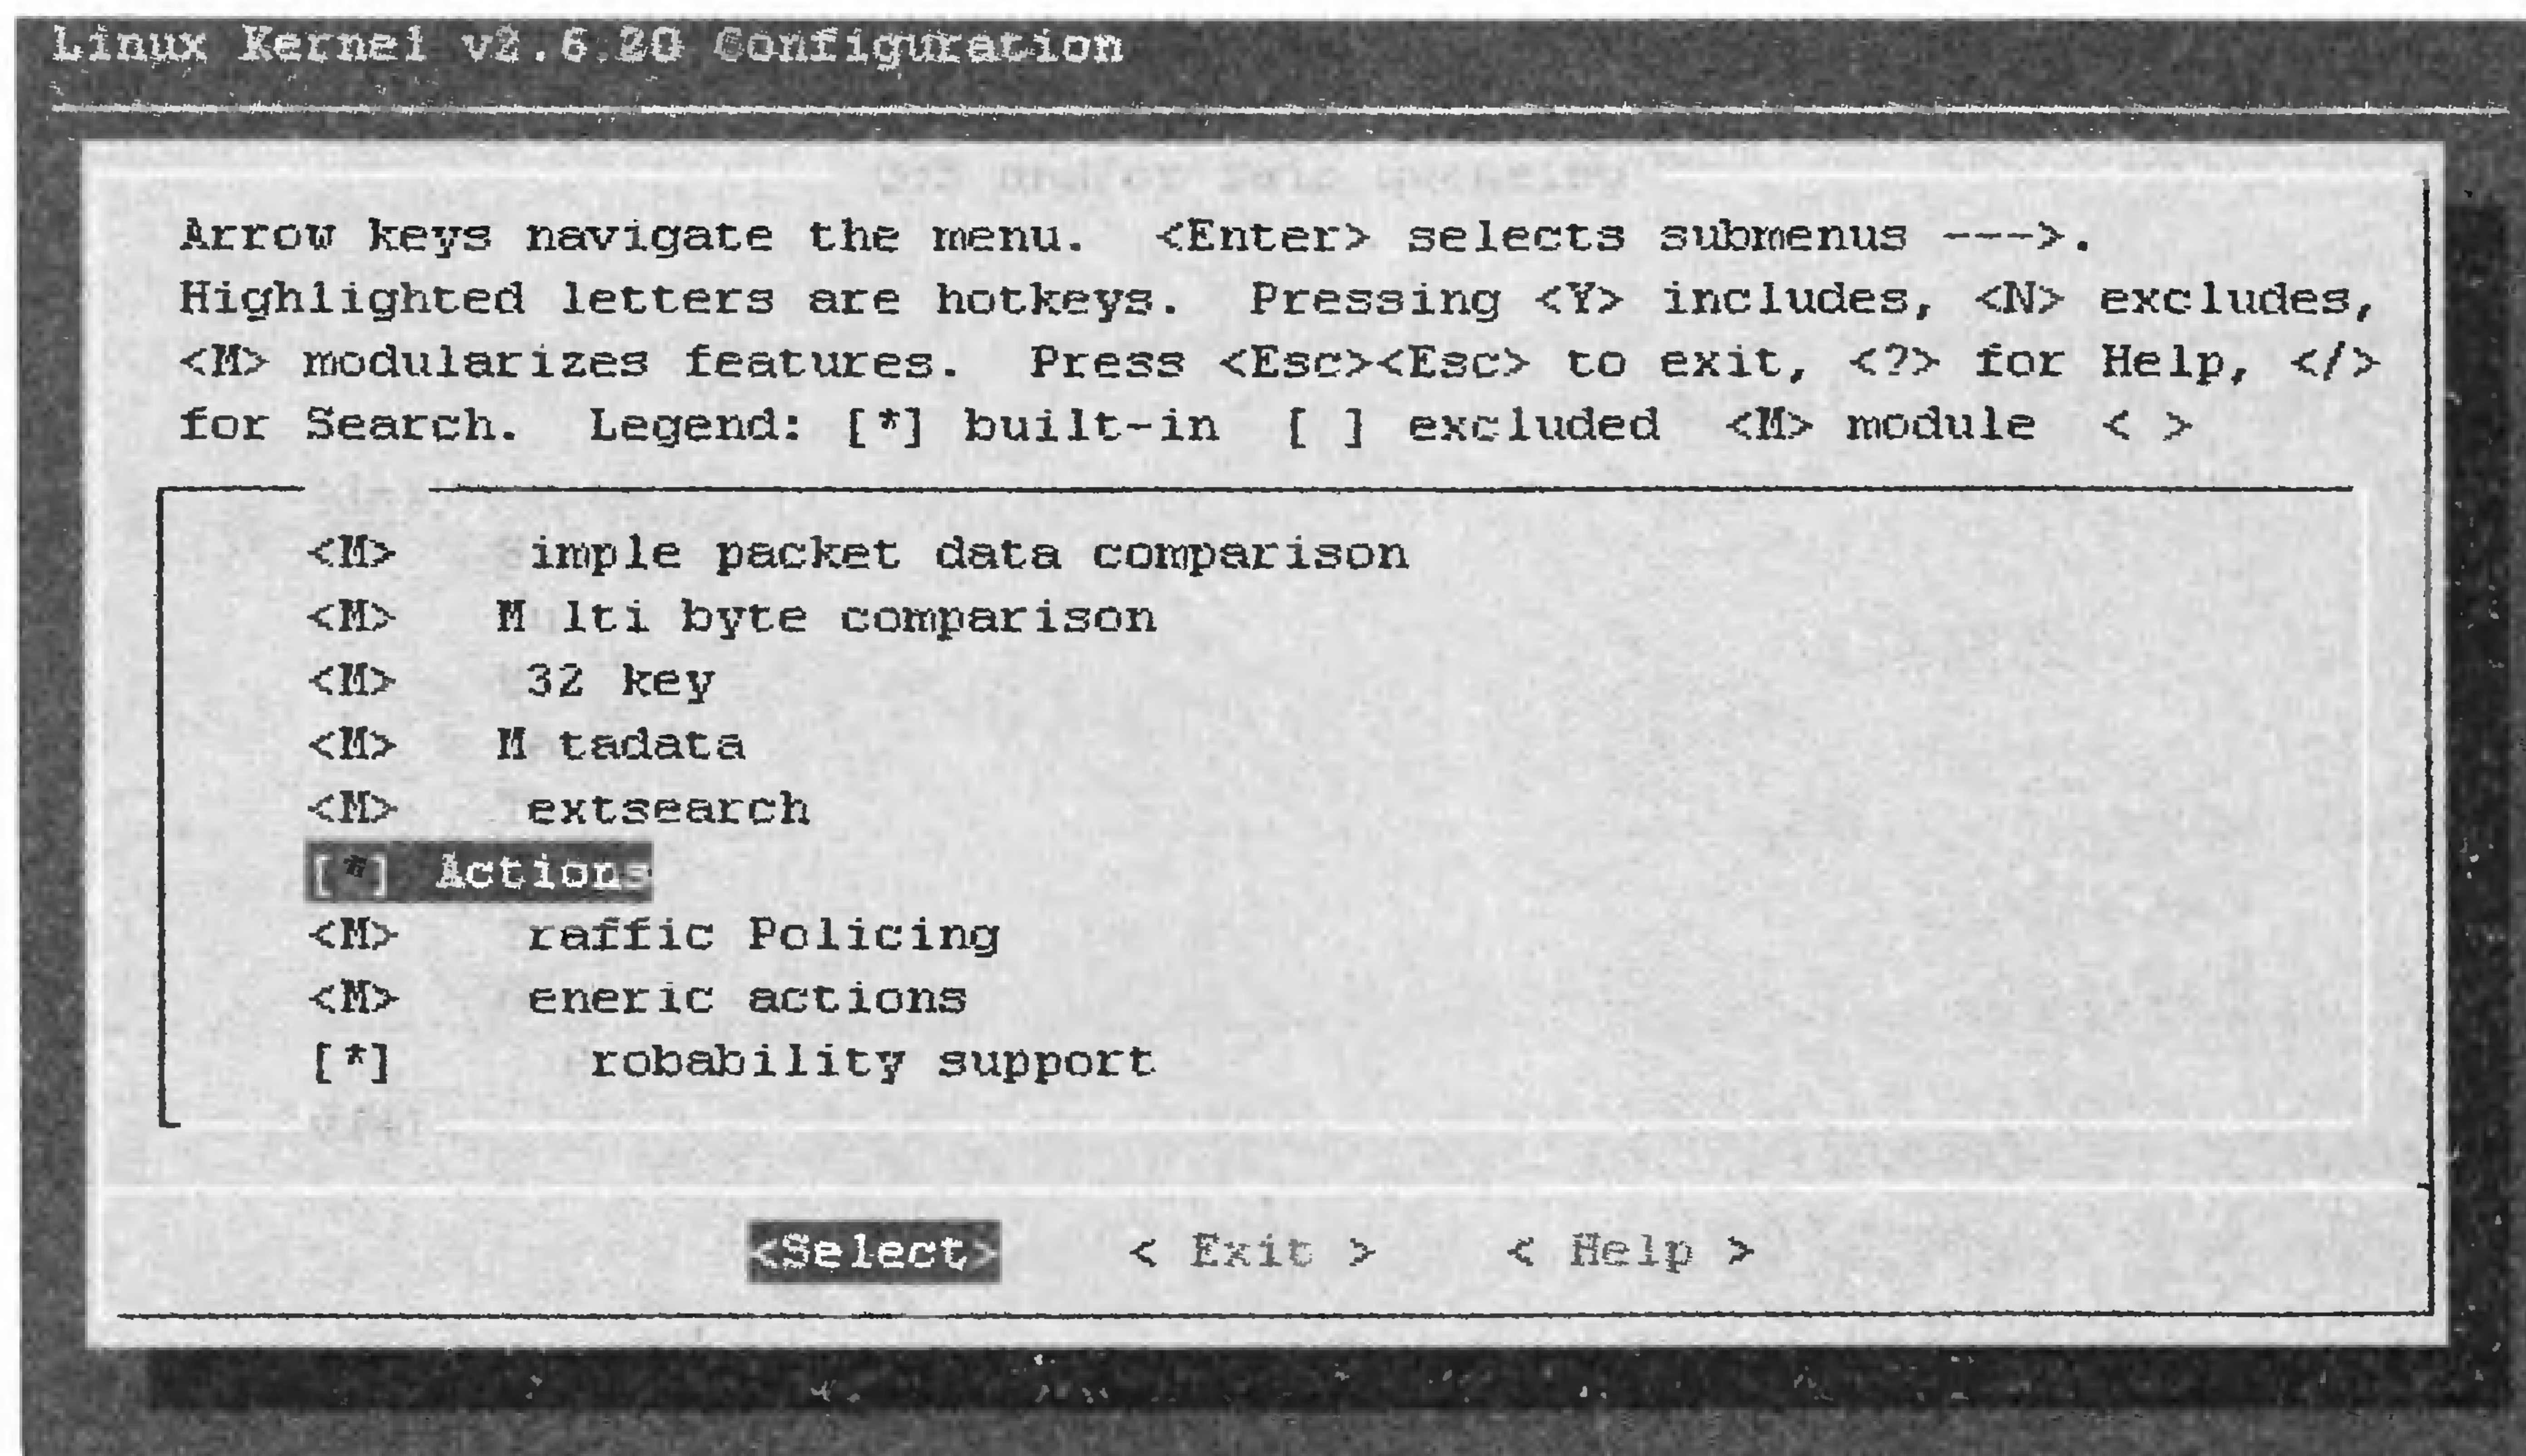 Linux Kernel v2.6.20 Configuration
Arrow keys navigate the menu.  <Enter> selects submenus --->.
Highlighted letters are hotkeys.  Pressing <Y> includes, <N> excludes,
<M> modularizes features.  Press <Esc><Esc> to exit, <?> for Help, </>
for Search.  Legend: [*] built-in  [ ] excluded  <M> module  < >
<M>     imple packet data comparison
<M>    M lti byte comparison
<M>     32 key
<M>    M tadata
<M>     extsearch
[*] Actions
<M>     raffic Policing
<M>     eneric actions
[*]       robability support
<Select>    < Exit >    < Help >